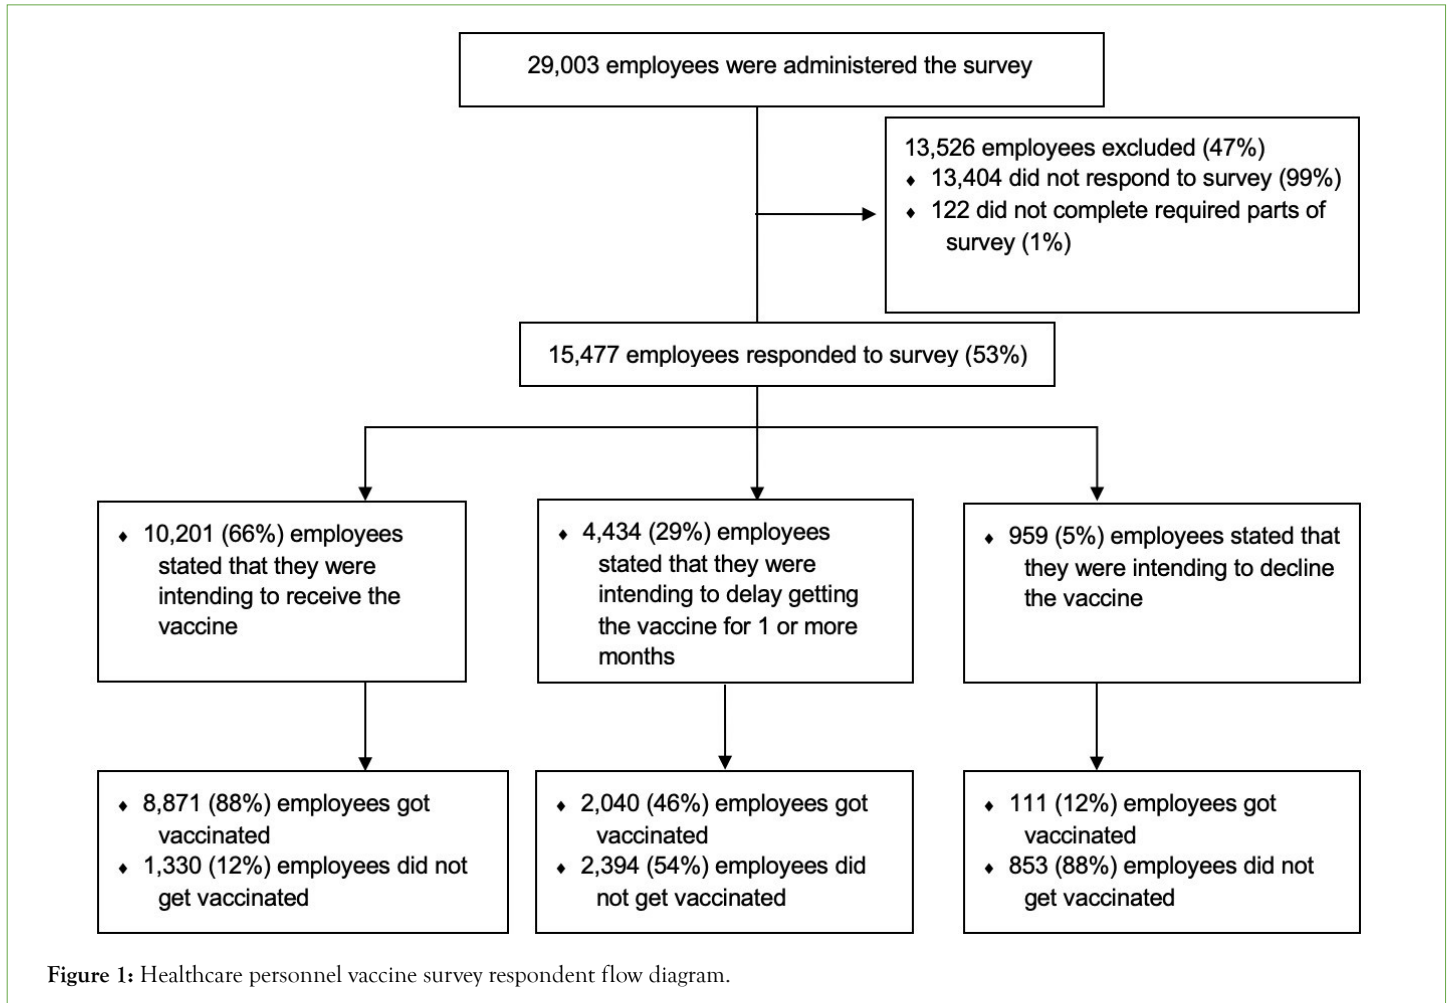 29,003 employees were administered the survey
13,526 employees excluded (47%)
♦ 13,404 did not respond to survey (99%)
♦ 122 did not complete required parts of
survey (1%)
15,477 employees responded to survey (53%)
♦ 10,201 (66%) employees
stated that they were
intending to receive the
vaccine
♦ 4,434 (29%) employees
stated that they were
intending to delay getting
the vaccine for 1 or more
months
♦ 959 (5%) employees stated that
they were intending to decline
the vaccine
♦ 8,871 (88%) employees got
vaccinated
♦ 1,330 (12%) employees did not
get vaccinated
♦ 2,040 (46%) employees got
vaccinated
♦ 2,394 (54%) employees did
not get vaccinated
♦ 111 (12%) employees got
vaccinated
♦ 853 (88%) employees did not
get vaccinated
Figure 1: Healthcare personnel vaccine survey respondent flow diagram.